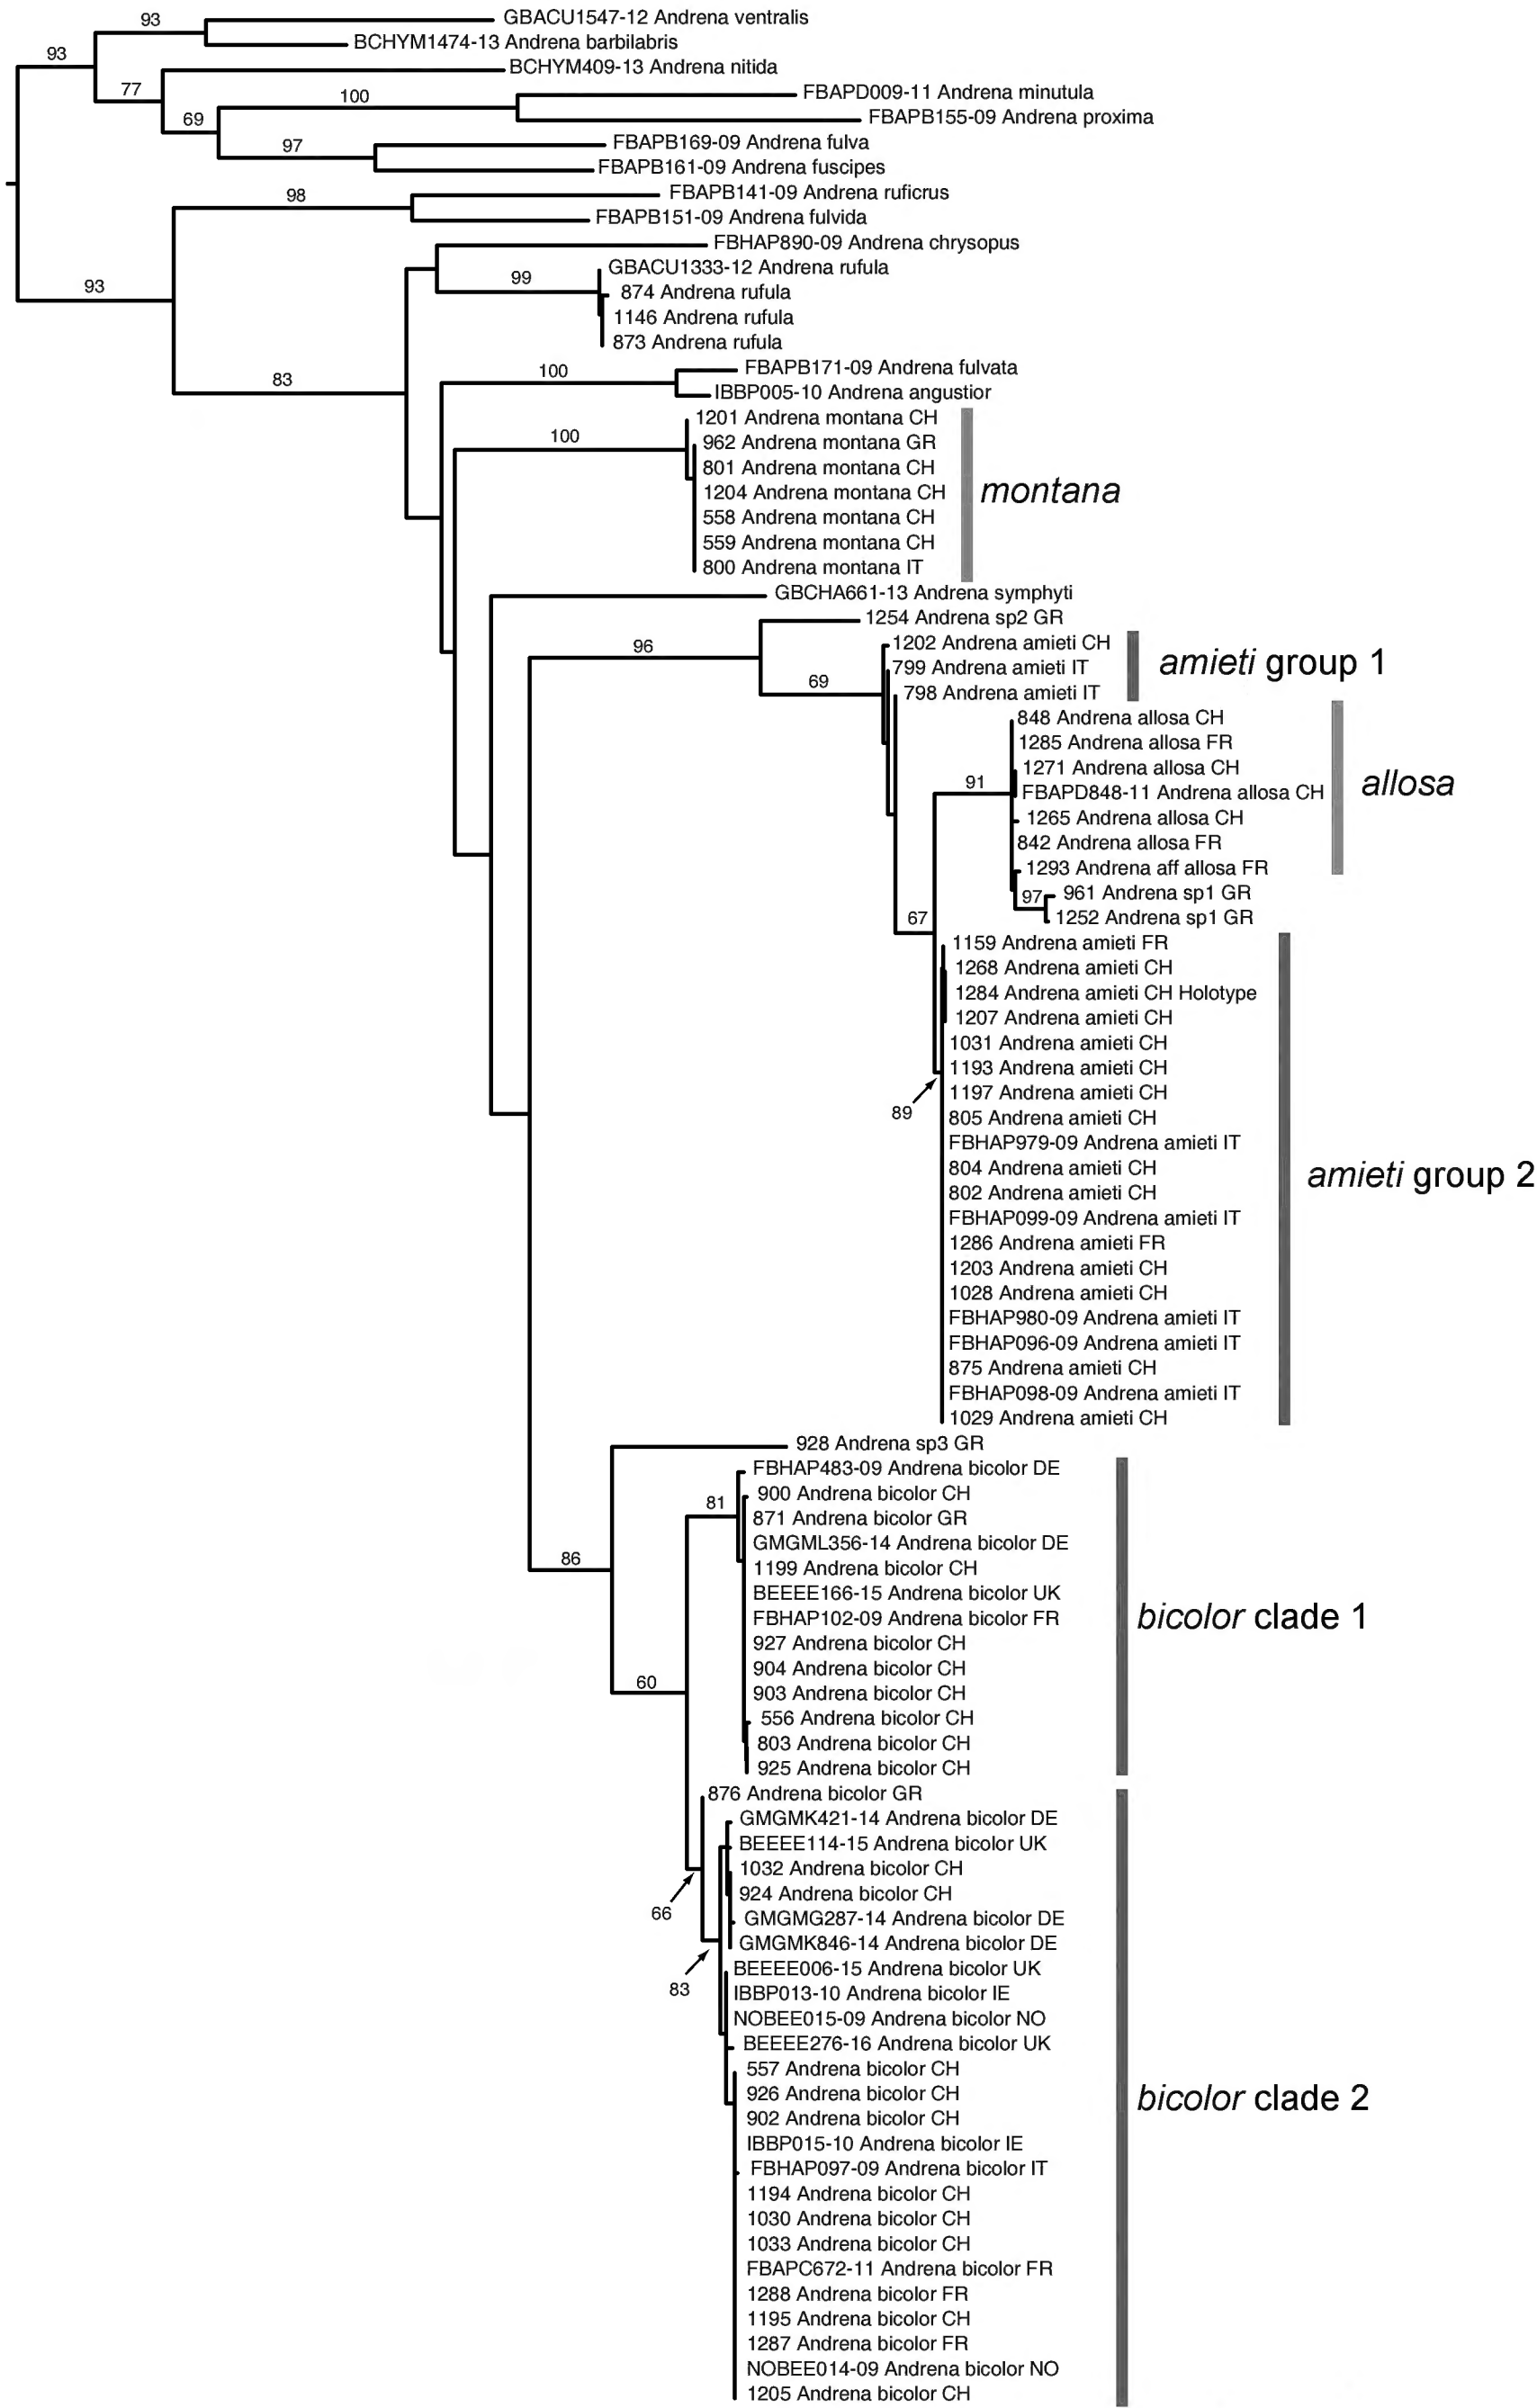 93
GBACU1547-12 Andrena ventralis
BCHYM1474-13 Andrena barbilabris
93
BCHYM409-13 Andrena nitida
77
FBAPD009-11 Andrena minutula
100
FBAPB155-09 Andrena proxima
69
FBAPB169-09 Andrena fulva
97
FBAPB161-09 Andrena fuscipes
FBAPB141-09 Andrena ruficrus
98
FBAPB151-09 Andrena fulvida
FBHAP890-09 Andrena chrysopus
GBACU1333-12 Andrena rufula
99
93
874 Andrena rufula
1146 Andrena rufula
873 Andrena rufula
FBAPB171-09 Andrena fulvata
100
83
IBBP005-10 Andrena angustior
1201 Andrena montana CH
100
962 Andrena montana GR
801 Andrena montana CH
1204 Andrena montana CH
montana
558 Andrena montana CH
559 Andrena montana CH
800 Andrena montana IT
GBCHA661-13 Andrena symphyti
1254 Andrena sp2 GR
96
1202 Andrena amieti CH
799 Andrena amieti IT
amieti group 1
69
798 Andrena amieti IT
848 Andrena allosa CH
1285 Andrena allosa FR
1271 Andrena allosa CH
91
allosa
FBAPD848-11 Andrena allosa CH
1265 Andrena allosa CH
842 Andrena allosa FR
1293 Andrena aff allosa FR
97
961 Andrena sp1 GR
1252 Andrena sp1 GR
67
1159 Andrena amieti FR
1268 Andrena amieti CH
1284 Andrena amieti CH Holotype
1207 Andrena amieti CH
1031 Andrena amieti CH
1193 Andrena amieti CH
1197 Andrena amieti CH
89
805 Andrena amieti CH
FBHAP979-09 Andrena amieti IT
804 Andrena amieti CH
amieti group 2
802 Andrena amieti CH
FBHAP099-09 Andrena amieti IT
1286 Andrena amieti FR
1203 Andrena amieti CH
1028 Andrena amieti CH
FBHAP980-09 Andrena amieti IT
FBHAP096-09 Andrena amieti IT
875 Andrena amieti CH
FBHAP098-09 Andrena amieti IT
1029 Andrena amieti CH
928 Andrena sp3 GR
FBHAP483-09 Andrena bicolor DE
900 Andrena bicolor CH
81
871 Andrena bicolor GR
GMGML356-14 Andrena bicolor DE
86
1199 Andrena bicolor CH
BEEEE166-15 Andrena bicolor UK
FBHAP102-09 Andrena bicolor FR
bicolor clade 1
927 Andrena bicolor CH
904 Andrena bicolor CH
60
903 Andrena bicolor CH
556 Andrena bicolor CH
803 Andrena bicolor CH
925 Andrena bicolor CH
876 Andrena bicolor GR
GMGMK421-14 Andrena bicolor DE
BEEEE114-15 Andrena bicolor UK
1032 Andrena bicolor CH
924 Andrena bicolor CH
66
GMGMG287-14 Andrena bicolor DE
GMGMK846-14 Andrena bicolor DE
BEEEE006-15 Andrena bicolor UK
83
IBBP013-10 Andrena bicolor IE
NOBEE015-09 Andrena bicolor NO
BEEEE276-16 Andrena bicolor UK
557 Andrena bicolor CH
926 Andrena bicolor CH
bicolor clade 2
902 Andrena bicolor CH
IBBP015-10 Andrena bicolor IE
FBHAP097-09 Andrena bicolor IT
1194 Andrena bicolor CH
1030 Andrena bicolor CH
1033 Andrena bicolor CH
FBAPC672-11 Andrena bicolor FR
1288 Andrena bicolor FR
1195 Andrena bicolor CH
1287 Andrena bicolor FR
NOBEE014-09 Andrena bicolor NO
1205 Andrena bicolor CH